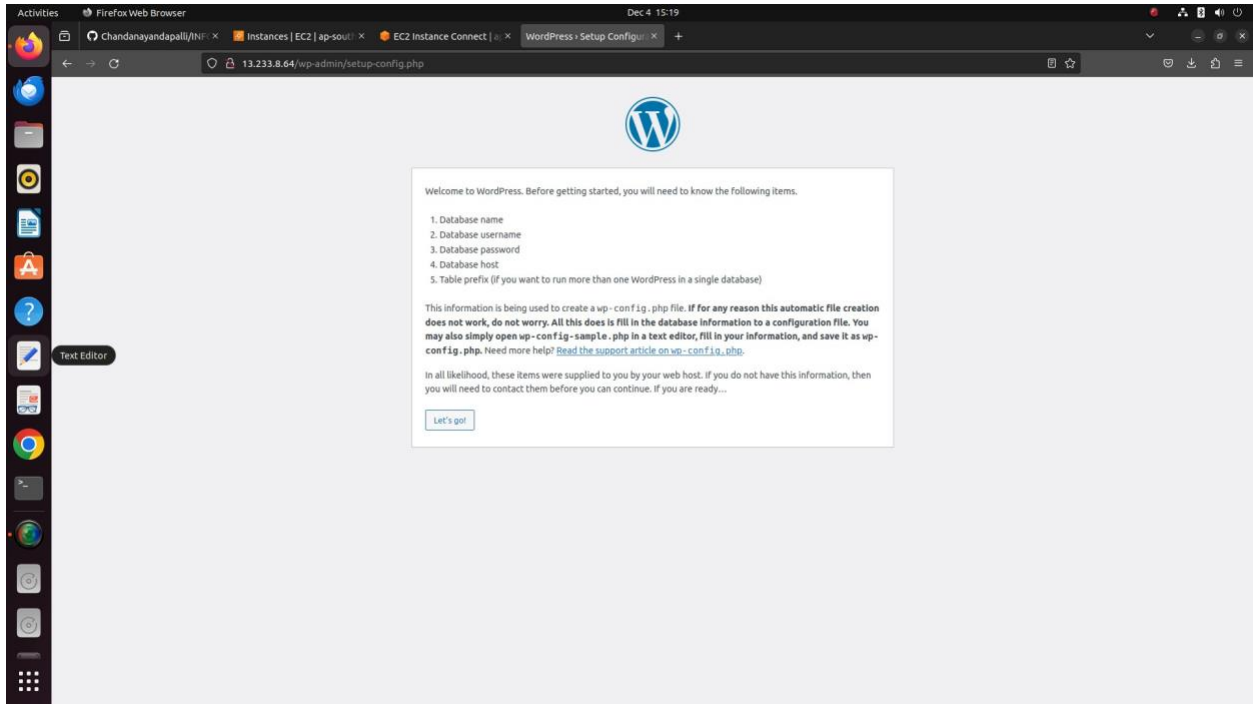 Activities
Firefox Web Browser
Dec 4 15:19
Chandanayandapalli/INF
Instances | EC2 | ap-south
EC2 Instance Connect | a
WordPress › Setup Configur
13.233.8.64/wp-admin/setup-config.php
Welcome to WordPress. Before getting started, you will need to know the following items.
1. Database name
2. Database username
3. Database password
4. Database host
5. Table prefix (if you want to run more than one WordPress in a single database)
This information is being used to create a wp-config.php file. If for any reason this automatic file creation
does not work, do not worry. All this does is fill in the database information to a configuration file. You
may also simply open wp-config-sample.php in a text editor, fill in your information, and save it as wp-
config.php. Need more help? Read the support article on wp-config.php.
Text Editor
In all likelihood, these items were supplied to you by your web host. If you do not have this information, then
you will need to contact them before you can continue. If you are ready…
Let's go!